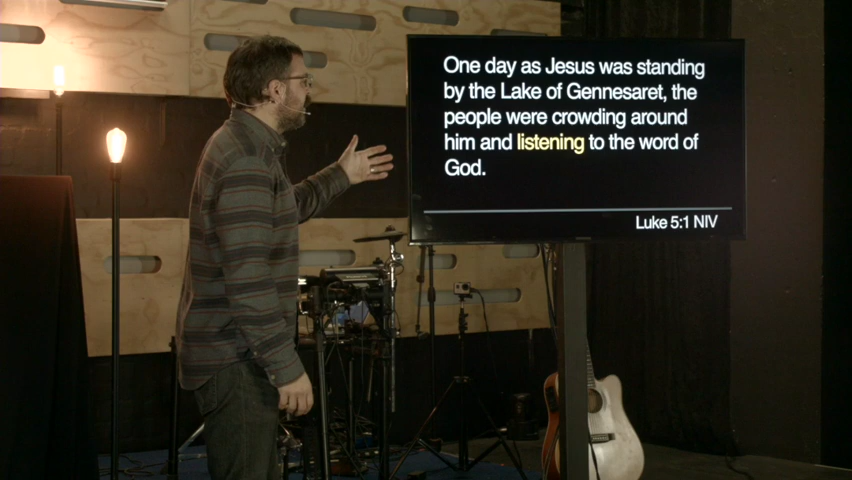 One day as Jesus was standing
by the Lake of Gennesaret, the
people were crowding around
him and listening to the word of
God.
Luke 5:1 NIV